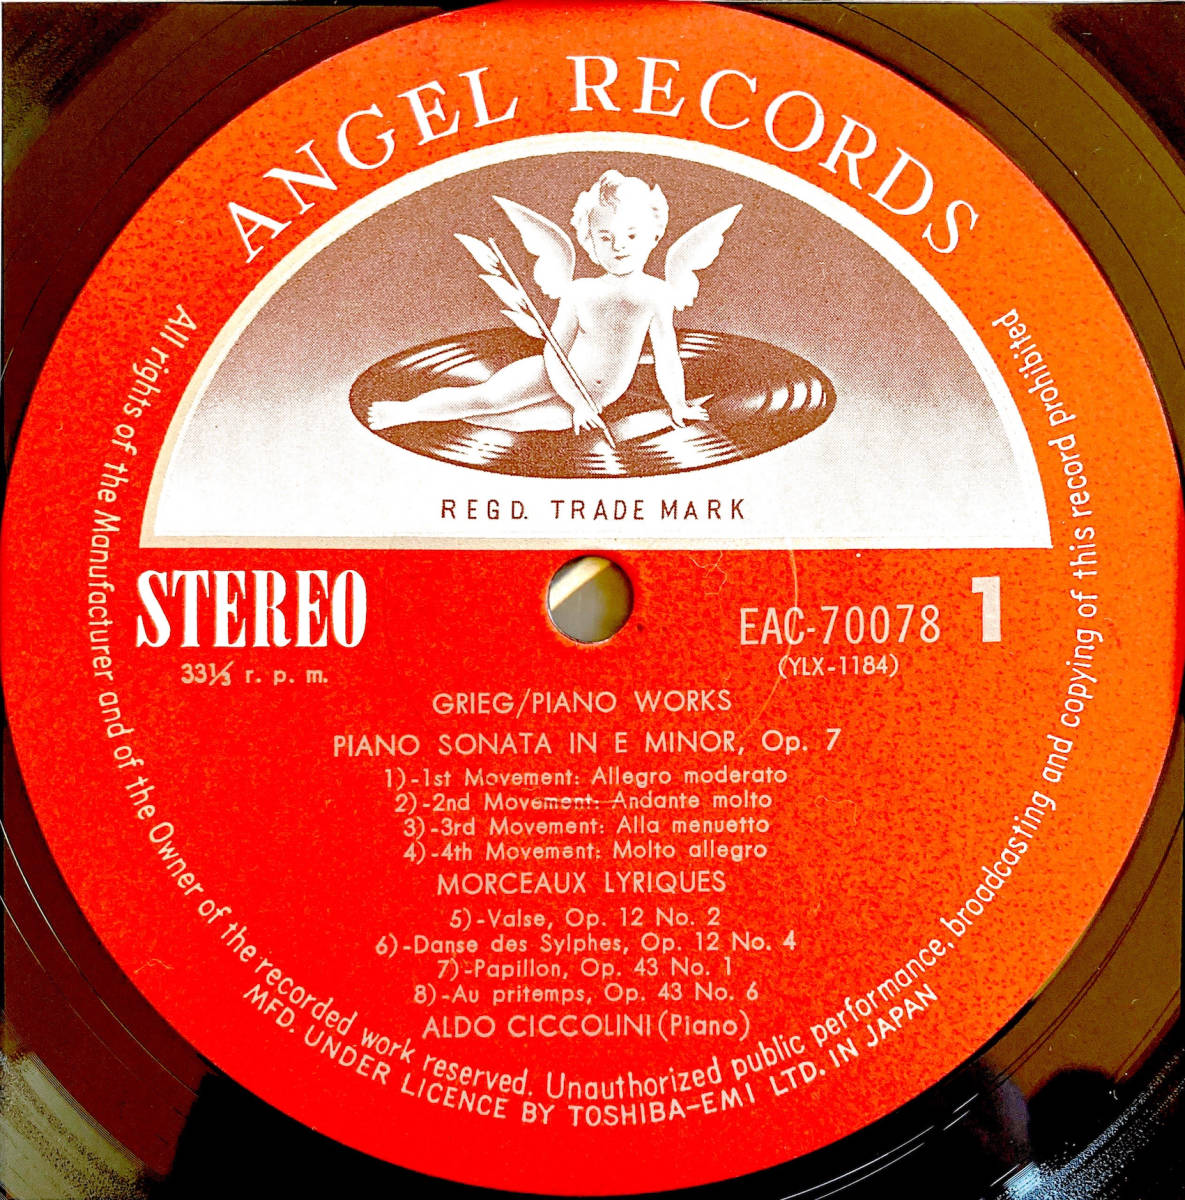 ANGEL RECORDS
REGD. TRADE MARK
STEREO
33⅓ r. p. m.
EAC-70078 1
(YLX-1184)
GRIEG/PIANO WORKS
PIANO SONATA IN E MINOR, Op. 7
1)-1st Movement: Allegro moderato
2)-2nd Movement: Andante molto
3)-3rd Movement: Alla menuetto
4)-4th Movement: Molto allegro
MORCEAUX LYRIQUES
5)-Valse, Op. 12 No. 2
6)-Danse des Sylphes, Op. 12 No. 4
7)-Papillon, Op. 43 No. 1
8)-Au pritemps, Op. 43 No. 6
ALDO CICCOLINI (Piano)
All rights of the Manufacturer and of the Owner of the recorded work reserved. Unauthorized public performance, broadcasting and copying of this record prohibited
MFD. UNDER LICENCE BY TOSHIBA-EMI LTD. IN JAPAN